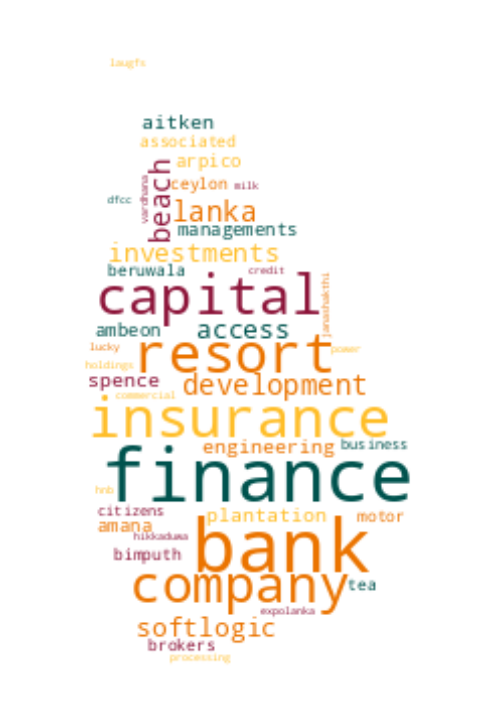 laugfs
aitken
associated
arpico
beach
vardhana
ceylon
milk
dfcc
lanka
managements
investments
beruwala
credit
capital
janashakthi
ambeon
access
lucky
resort
power
holdings
spence
development
commercial
insurance
engineering
business
finance
hnb
citizens
plantation
motor
amana
hikkaduwa
bank
bimputh
company
tea
expolanka
softlogic
brokers
processing